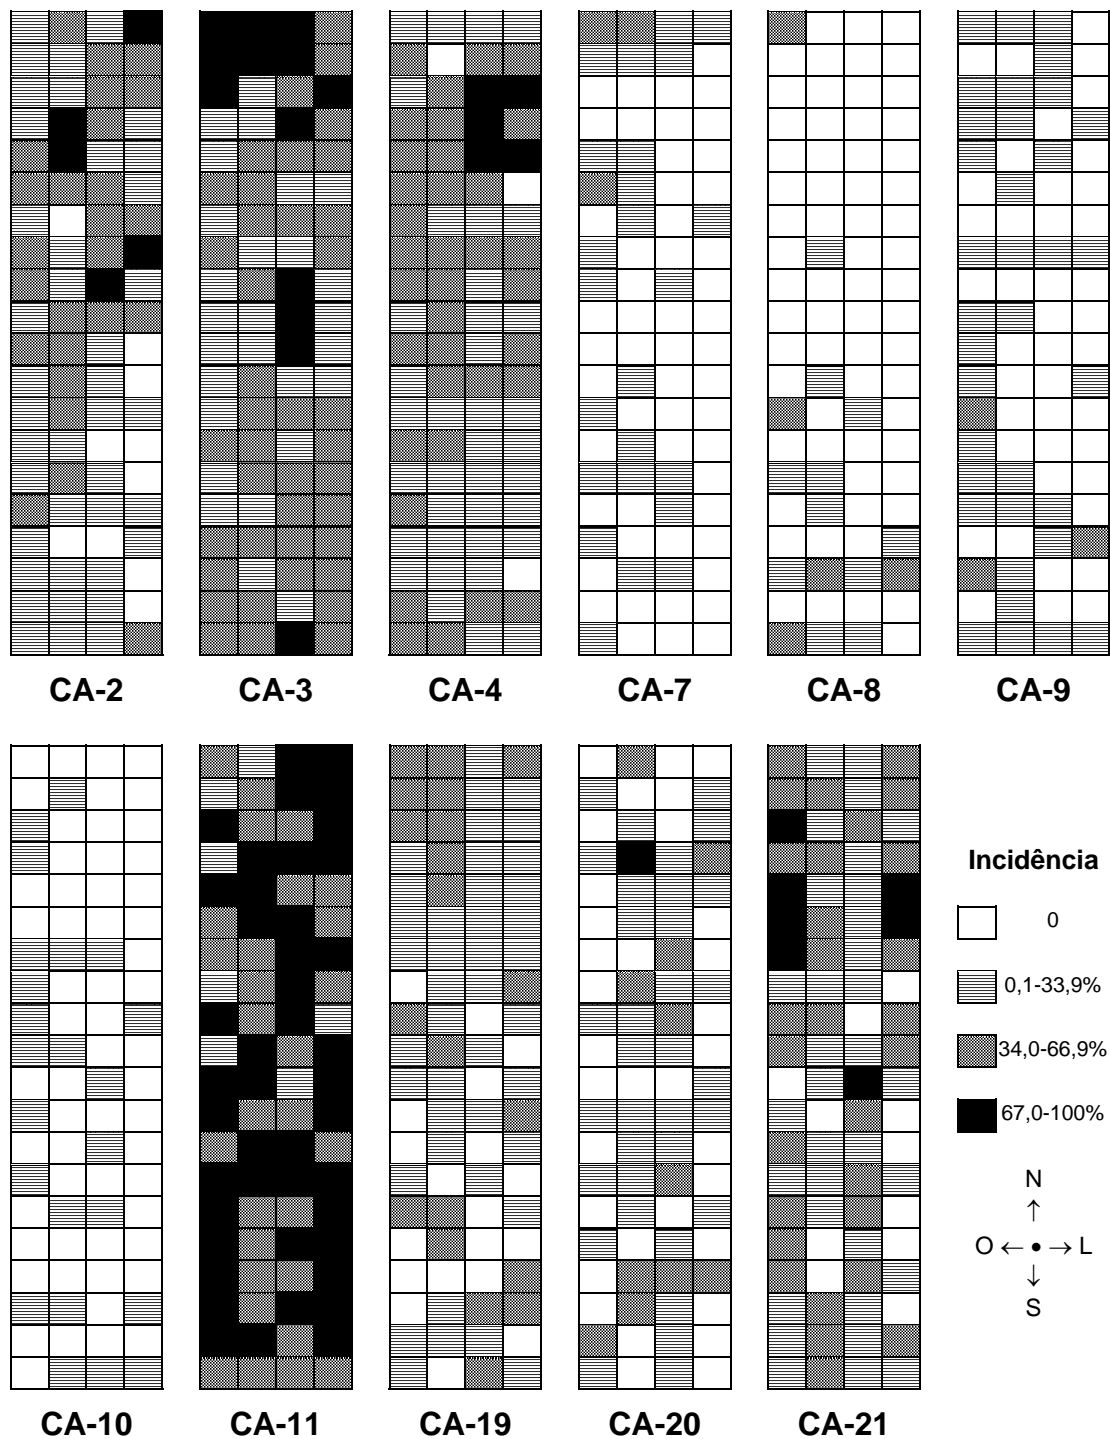 CA-2 CA-3 CA-4 CA-7 CA-8 CA-9
Incidência
0
0,1-33,9%
34,0-66,9%
67,0-100%
N
↑
O ← • → L
↓
S
CA-10 CA-11 CA-19 CA-20 CA-21